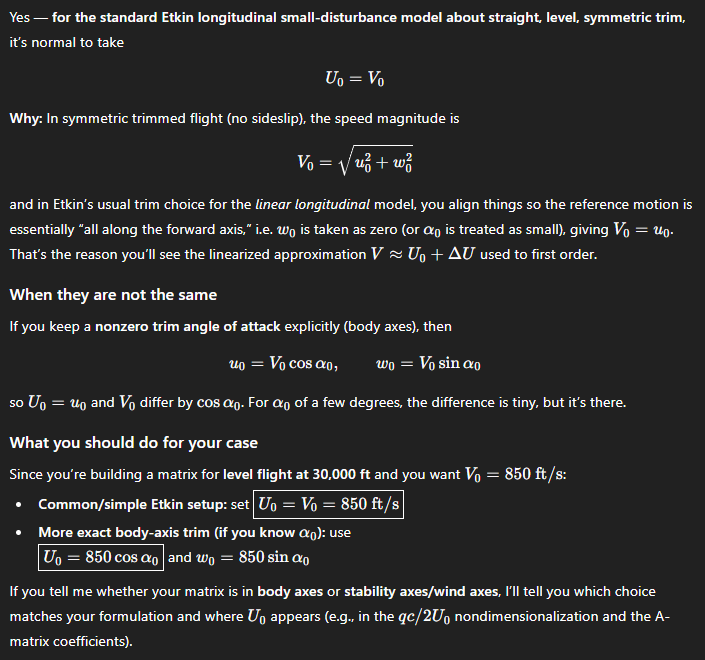 Yes — for the standard Etkin longitudinal small-disturbance model about straight, level, symmetric trim,
it’s normal to take
U₀ = V₀
Why: In symmetric trimmed flight (no sideslip), the speed magnitude is
V₀ = √(u₀² + w₀²)
and in Etkin’s usual trim choice for the linear longitudinal model, you align things so the reference motion is
essentially “all along the forward axis,” i.e. w₀ is taken as zero (or α₀ is treated as small), giving V₀ = u₀.
That’s the reason you’ll see the linearized approximation V ≈ U₀ + ΔU used to first order.
When they are not the same
If you keep a nonzero trim angle of attack explicitly (body axes), then
u₀ = V₀ cos α₀, w₀ = V₀ sin α₀
so U₀ = u₀ and V₀ differ by cos α₀. For α₀ of a few degrees, the difference is tiny, but it’s there.
What you should do for your case
Since you’re building a matrix for level flight at 30,000 ft and you want V₀ = 850 ft/s:
• Common/simple Etkin setup: set U₀ = V₀ = 850 ft/s
• More exact body-axis trim (if you know α₀): use
U₀ = 850 cos α₀ and w₀ = 850 sin α₀
If you tell me whether your matrix is in body axes or stability axes/wind axes, I’ll tell you which choice
matches your formulation and where U₀ appears (e.g., in the qc/2U₀ nondimensionalization and the A-
matrix coefficients).